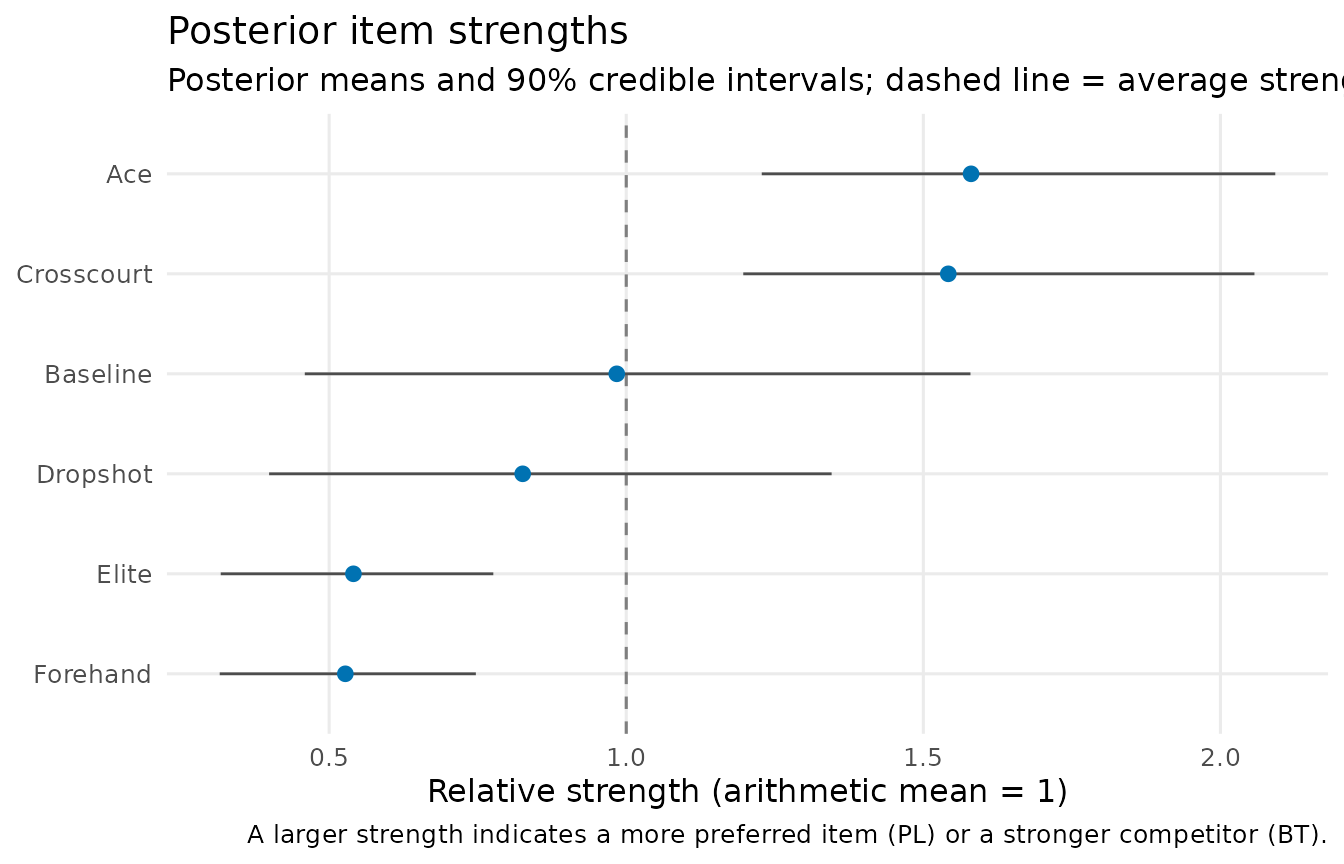 Posterior item strengths
Posterior means and 90% credible intervals; dashed line = average
Ace
Crosscourt
Baseline
Dropshot
Elite
Forehand
0.5 1.0 1.5 2.0
Relative strength (arithmetic mean = 1)
A larger strength indicates a more preferred item (PL) or a stronger competitor (BT).